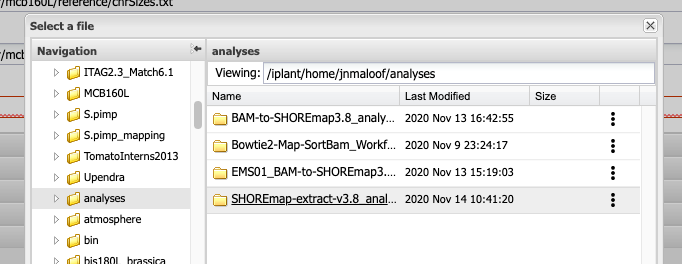 /mcb160L/reference/chrSizes.txt
Select a file
Navigation
analyses
ITAG2.3_Match6.1
MCB160L
S.pimp
S.pimp_mapping
TomatoInterns2013
Upendra
analyses
atmosphere
bin
bis180L_brassica
Viewing: /iplant/home/jnmaloof/analyses
Name Last Modified Size
BAM-to-SHOREmap3.8_analy... 2020 Nov 13 16:42:55
Bowtie2-Map-SortBam_Workf... 2020 Nov 9 23:24:17
EMS01_BAM-to-SHOREmap3.... 2020 Nov 13 15:19:03
SHOREmap-extract-v3.8_anal... 2020 Nov 14 10:41:20
/mcb